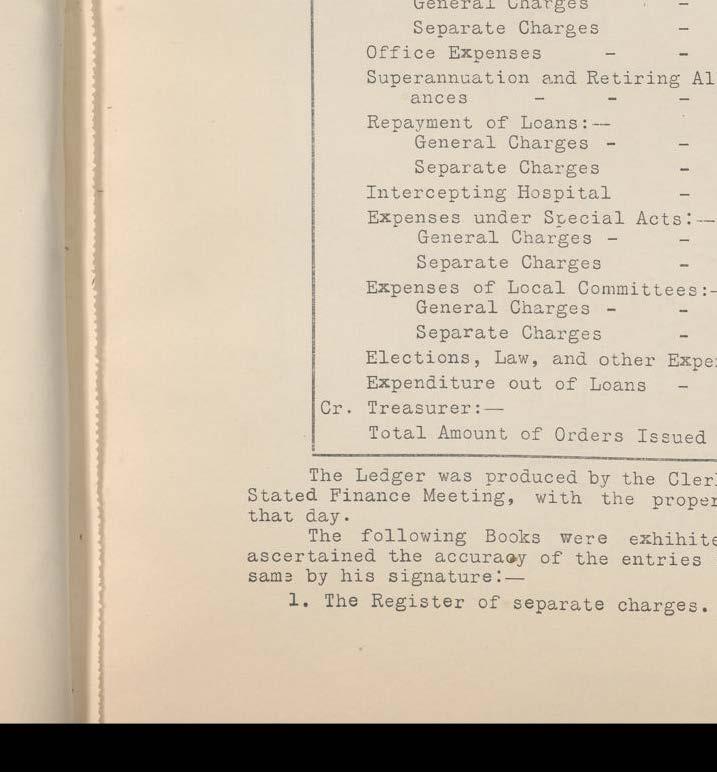 General Charges -
Separate Charges -
Office Expenses - -
Superannuation and Retiring Al
ances - - -
Repayment of Loans:—
General Charges - -
Separate Charges -
Intercepting Hospital -
Expenses under Special Acts:—
General Charges - -
Separate Charges -
Expenses of Local Committees:-
General Charges - -
Separate Charges -
Elections, Law, and other Expe
Expenditure out of Loans -
Cr. Treasurer:—
Total Amount of Orders Issued
The Ledger was produced by the Cler
Stated Finance Meeting, with the proper
that day.
The following Books were exhibite
ascertained the accuracy of the entries
same by his signature:—
1. The Register of separate charges.